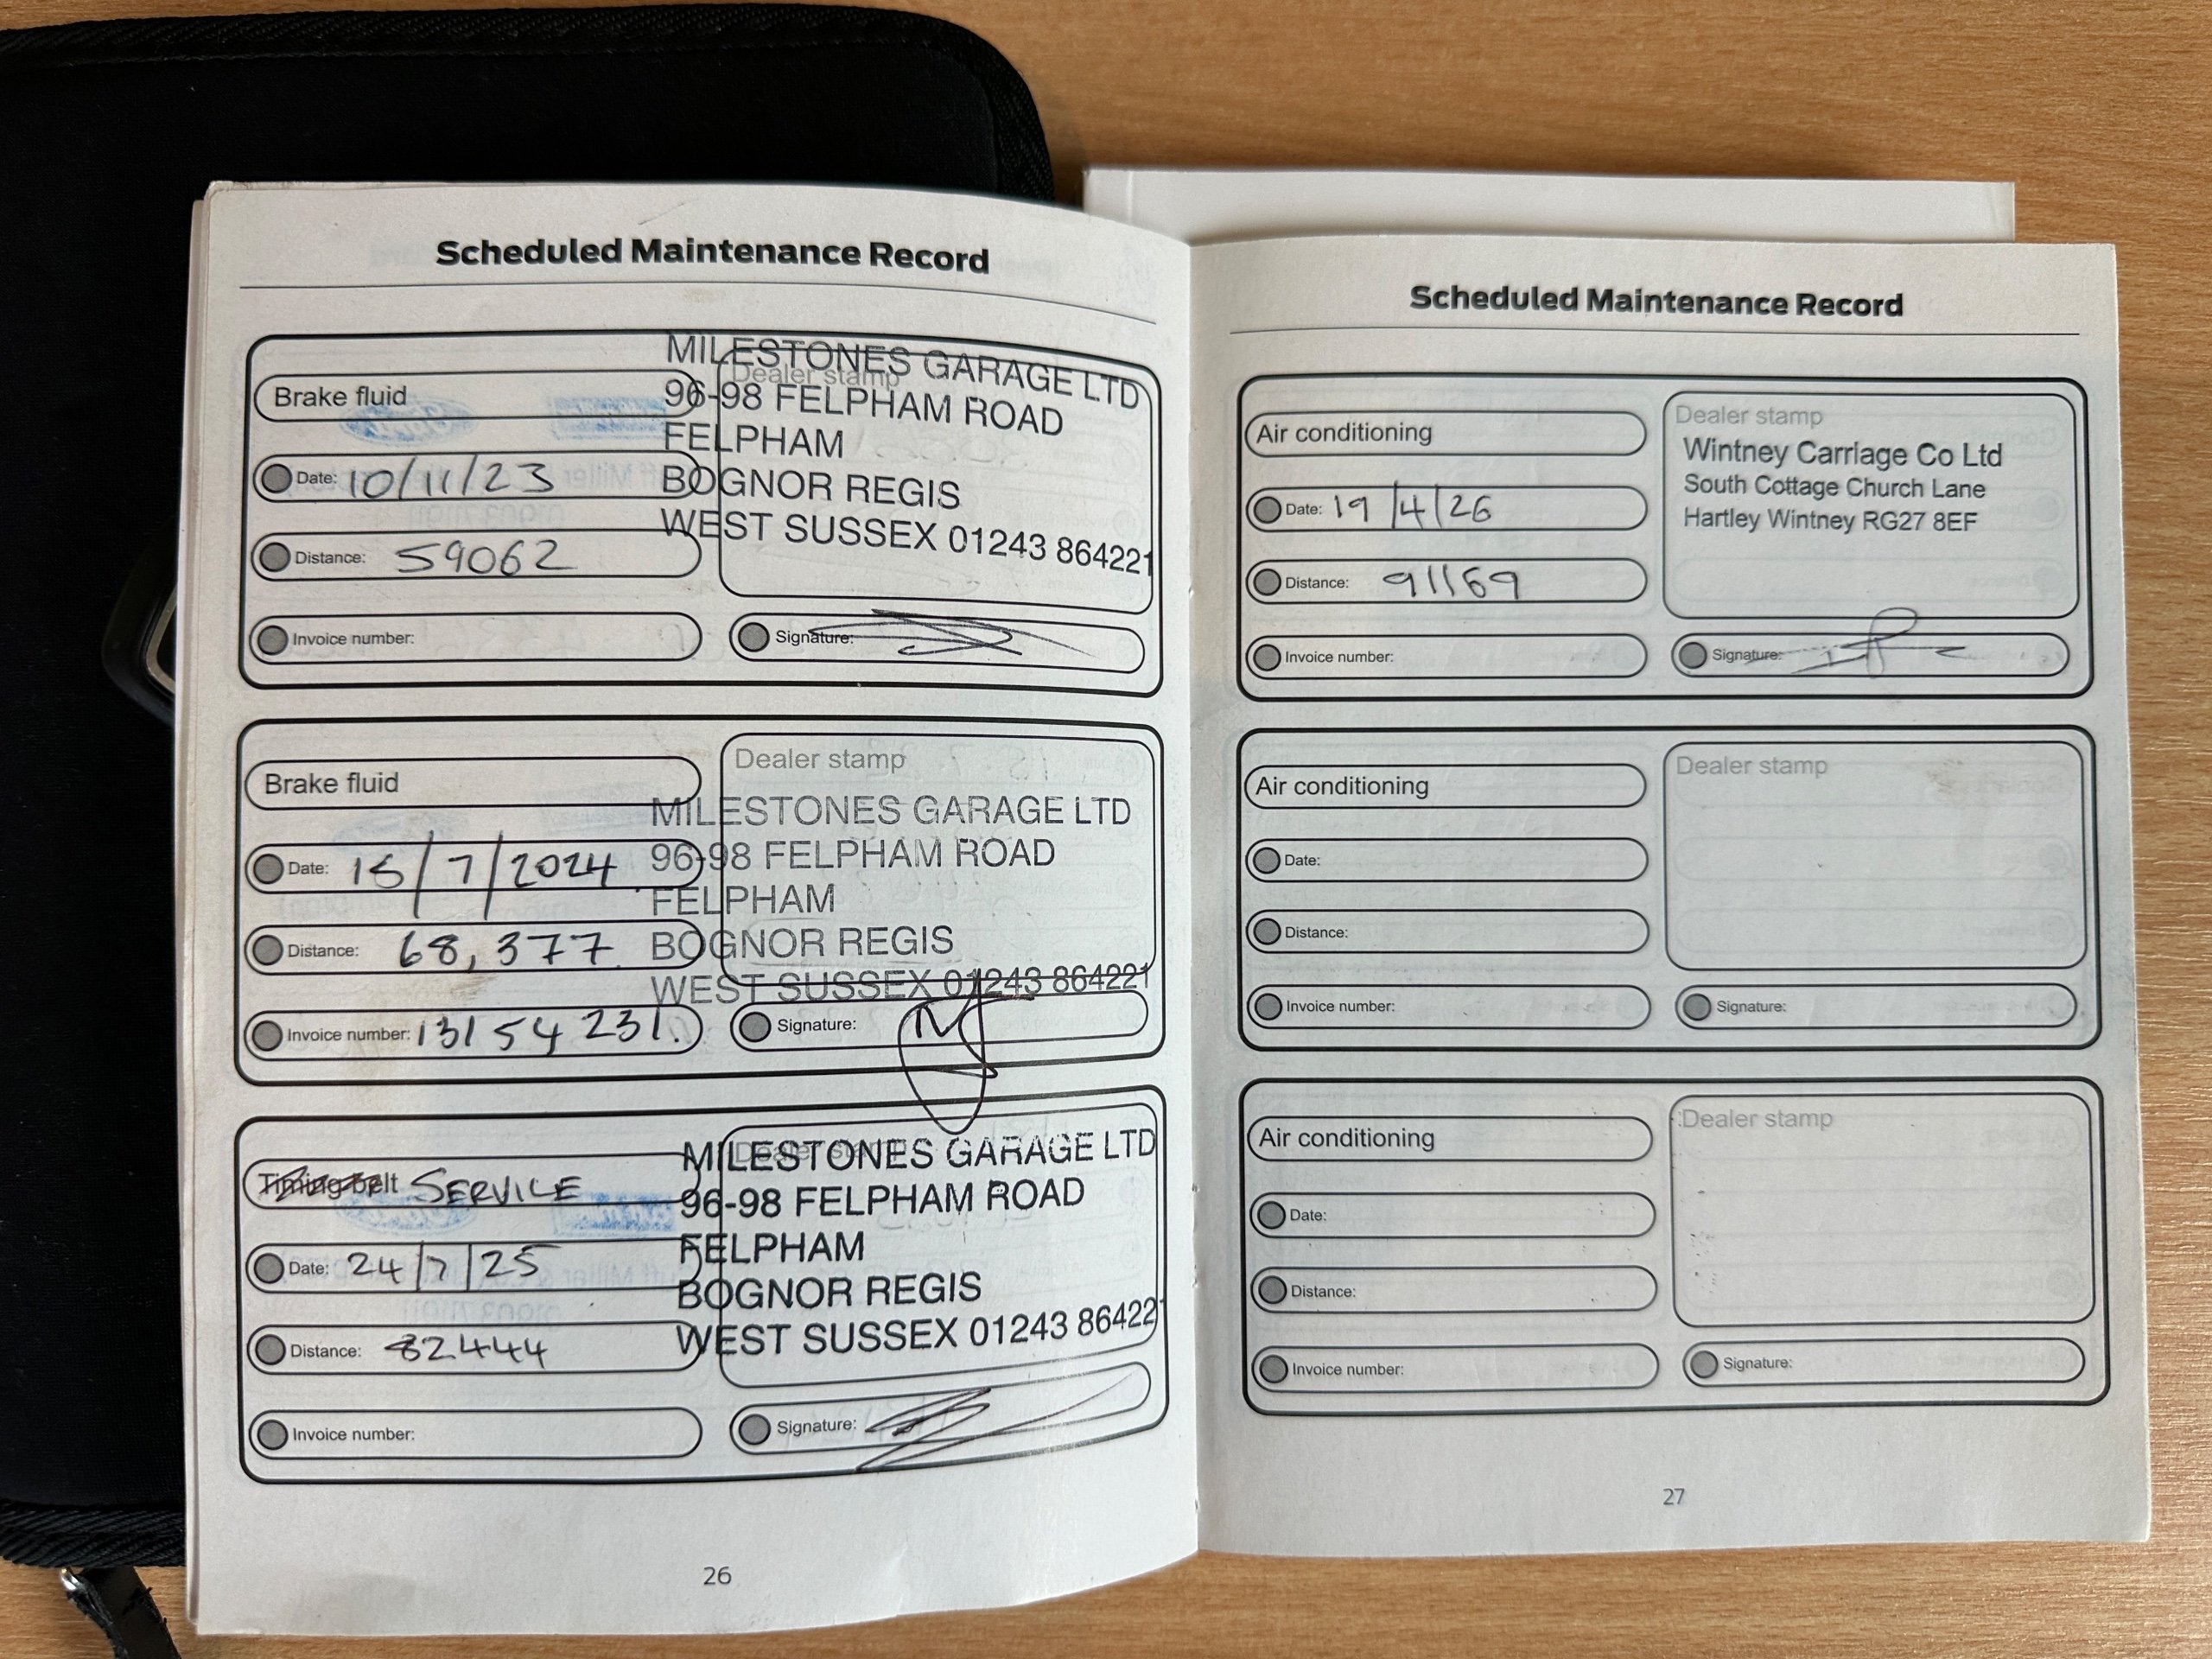 Scheduled Maintenance Record
Brake fluid
Dealer stamp
MILESTONES GARAGE LTD
96-98 FELPHAM ROAD
FELPHAM
BOGNOR REGIS
WEST SUSSEX 01243 864221
Date: 10/11/23
Distance: 59062
Invoice number:
Signature:
Brake fluid
Dealer stamp
MILESTONES GARAGE LTD
96-98 FELPHAM ROAD
FELPHAM
BOGNOR REGIS
WEST SUSSEX 01243 864221
Date: 15/7/2024
Distance: 68,377
Invoice number: 13154231.
Signature:
Timing belt SERVICE
Dealer stamp
MILESTONES GARAGE LTD
96-98 FELPHAM ROAD
FELPHAM
BOGNOR REGIS
WEST SUSSEX 01243 864221
Date: 24/7/25
Distance: 82444
Invoice number:
Signature:
26
Scheduled Maintenance Record
Air conditioning
Dealer stamp
Wintney Carriage Co Ltd
South Cottage Church Lane
Hartley Wintney RG27 8EF
Date: 19/4/26
Distance: 91169
Invoice number:
Signature:
Air conditioning
Dealer stamp
Date:
Distance:
Invoice number:
Signature:
Air conditioning
Dealer stamp
Date:
Distance:
Invoice number:
Signature:
27